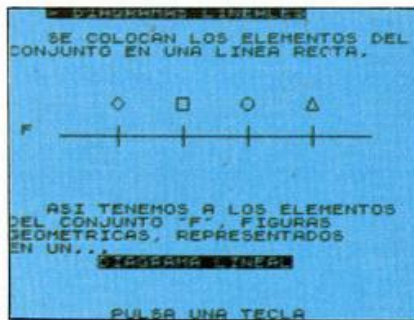 - DIAGRAMAS LINEALES
SE COLOCAN LOS ELEMENTOS DEL
CONJUNTO EN UNA LINEA RECTA.
F
ASI TENEMOS A LOS ELEMENTOS
DEL CONJUNTO "F", FIGURAS
GEOMETRICAS, REPRESENTADOS
EN UN...
DIAGRAMA LINEAL
PULSA UNA TECLA